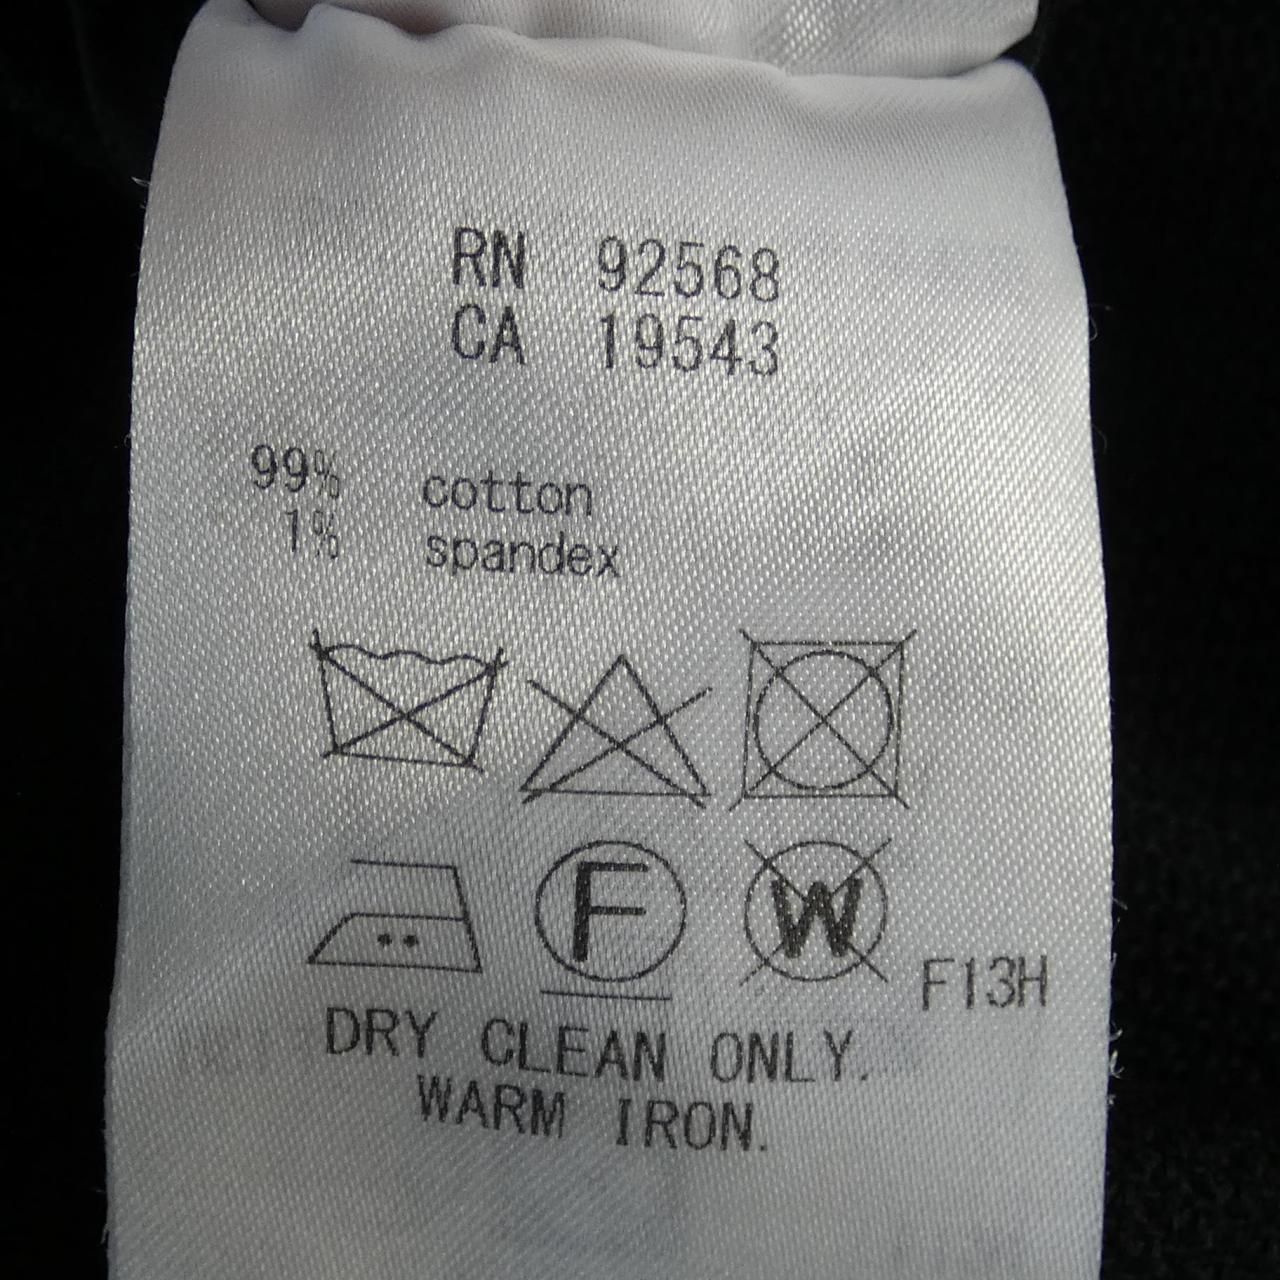 RN 92568
CA 19543
99% cotton
1% spandex
F W F13H
DRY CLEAN ONLY.
WARM IRON.